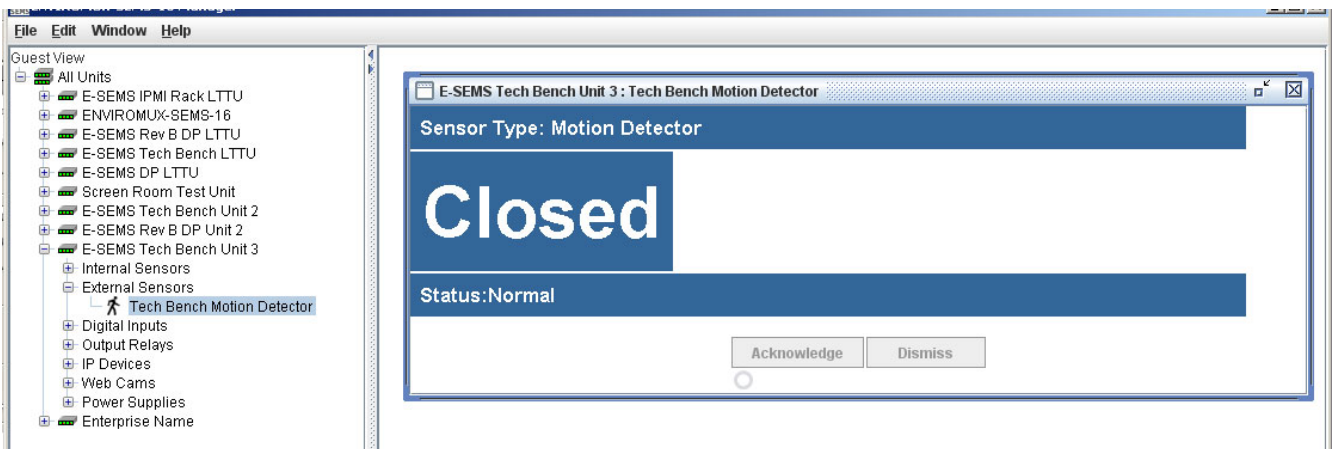 File Edit Window Help
Guest View
All Units
E-SEMS IPMI Rack LTTU
ENVIROMUX-SEMS-16
E-SEMS Rev B DP LTTU
E-SEMS Tech Bench LTTU
E-SEMS DP LTTU
Screen Room Test Unit
E-SEMS Tech Bench Unit 2
E-SEMS Rev B DP Unit 2
E-SEMS Tech Bench Unit 3
Internal Sensors
External Sensors
Tech Bench Motion Detector
Digital Inputs
Output Relays
IP Devices
Web Cams
Power Supplies
Enterprise Name
E-SEMS Tech Bench Unit 3 : Tech Bench Motion Detector
Sensor Type: Motion Detector
Closed
Status:Normal
Acknowledge Dismiss